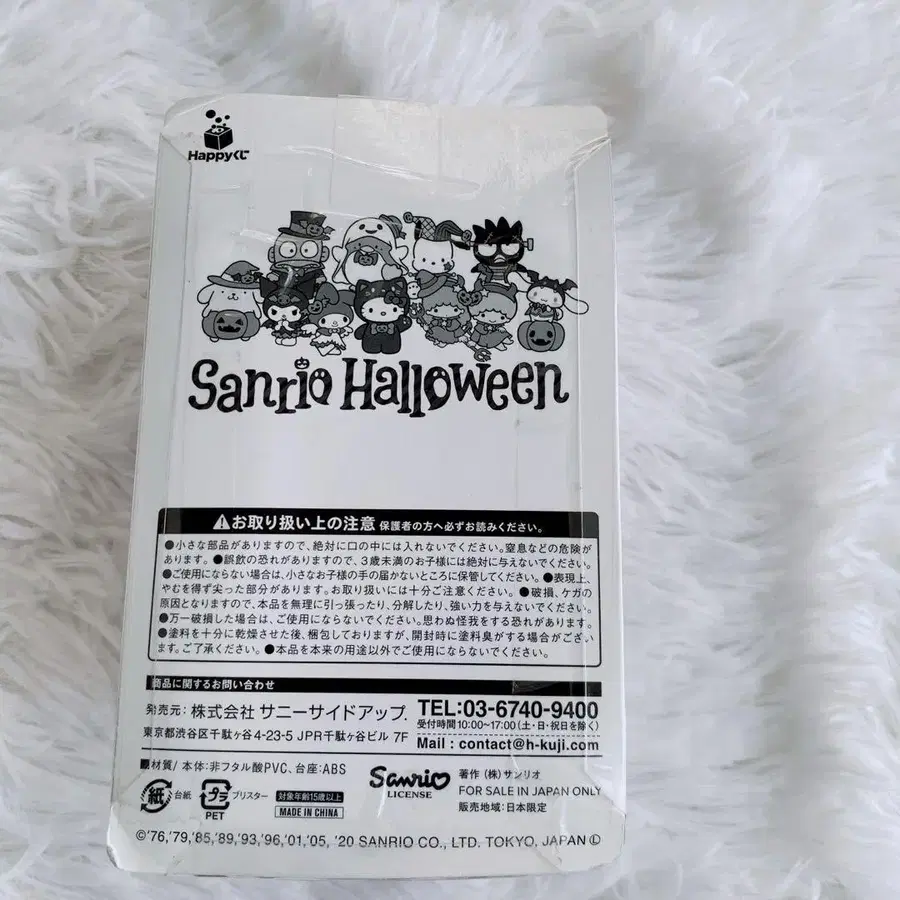 Happyくじ
Sanrio Halloween
⚠お取り扱い上の注意 保護者の方へ必ずお読みください。
●小さな部品がありますので、絶対に口の中には入れないでください。窒息などの危険が
あります。●誤飲の恐れがありますので、3歳未満のお子様には絶対に与えないでください。
●ご使用にならない場合は、小さなお子様の手の届かないところに保管してください。●表現上、
やむを得ず尖った部分があります。お取り扱いには十分ご注意ください。●破損、ケガの
原因となりますので、本品を無理に引っ張ったり、分解したり、強い力を与えないでください。
●万一破損した場合は、ご使用にならないでください。思わぬ怪我をする恐れがあります。
●塗料を十分に乾燥させた後、梱包しておりますが、開封時に塗料臭がする場合がござい
ます。ご了承ください。●本品を本来の用途以外でご使用にならないでください。
商品に関するお問い合わせ
発売元:株式会社 サニーサイドアップ.
東京都渋谷区千駄ヶ谷4-23-5 JPR千駄ヶ谷ビル 7F
TEL:03-6740-9400
受付時間10:00~17:00(土・日・祝日を除く)
Mail : contact@h-kuji.com
■材質/本体:非フタル酸PVC、台座:ABS
紙 台紙
プラ ブリスター
PET
対象年齢15歳以上
MADE IN CHINA
Sanrio
LICENSE
著作(株)サンリオ
FOR SALE IN JAPAN ONLY
販売地域:日本限定
©'76,'79,'85,'89,'93,'96,'01,'05, '20 SANRIO CO., LTD. TOKYO, JAPAN Ⓛ